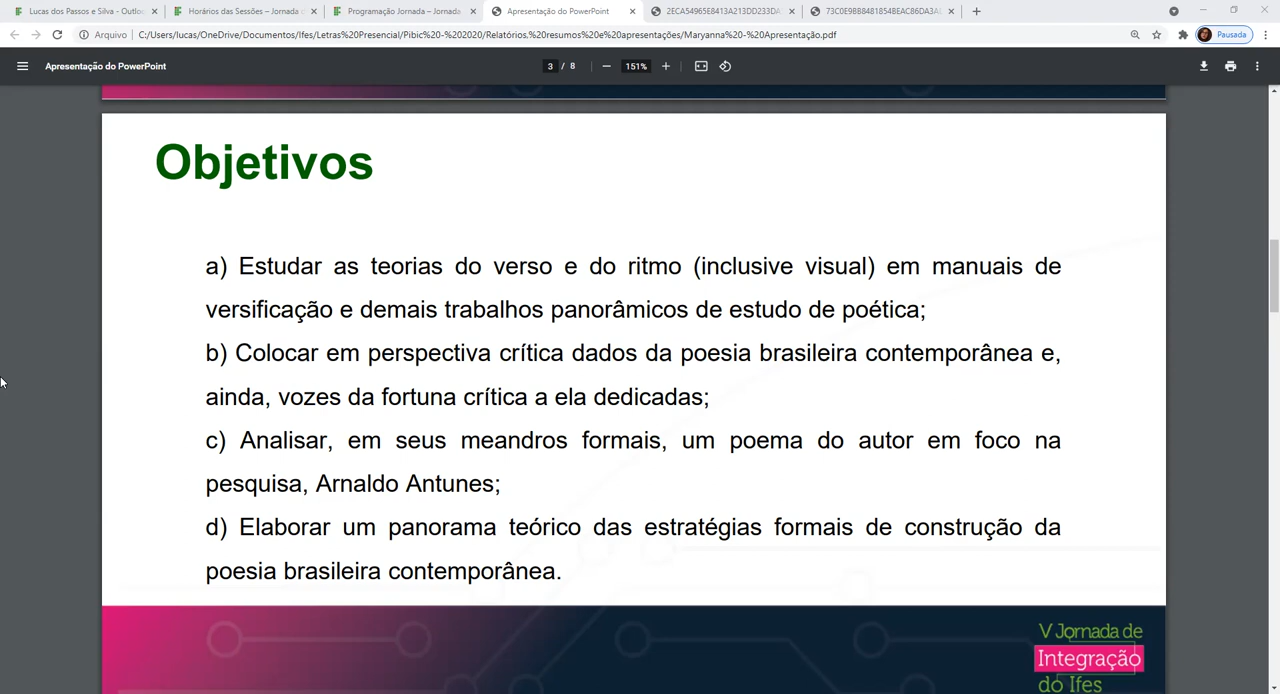 Lucas dos Passos e Silva - Outlo
Horários das Sessões – Jornada d
Programação Jornada – Jornada
Apresentação do PowerPoint
2ECA54965E8413A213DD233DA
73C0E9BB8481854BEAC86DA3A
Arquivo | C:/Users/lucas/OneDrive/Documentos/Ifes/Letras%20Presencial/Pibic%20-%202020/Relatórios,%20resumos%20e%20apresentações/Maryanna%20-%20Apresentação.pdf
Pausada
Apresentação do PowerPoint
3 / 8
151%
Objetivos
a) Estudar as teorias do verso e do ritmo (inclusive visual) em manuais de
versificação e demais trabalhos panorâmicos de estudo de poética;
b) Colocar em perspectiva crítica dados da poesia brasileira contemporânea e,
ainda, vozes da fortuna crítica a ela dedicadas;
c) Analisar, em seus meandros formais, um poema do autor em foco na
pesquisa, Arnaldo Antunes;
d) Elaborar um panorama teórico das estratégias formais de construção da
poesia brasileira contemporânea.
V Jornada de
Integração
do Ifes